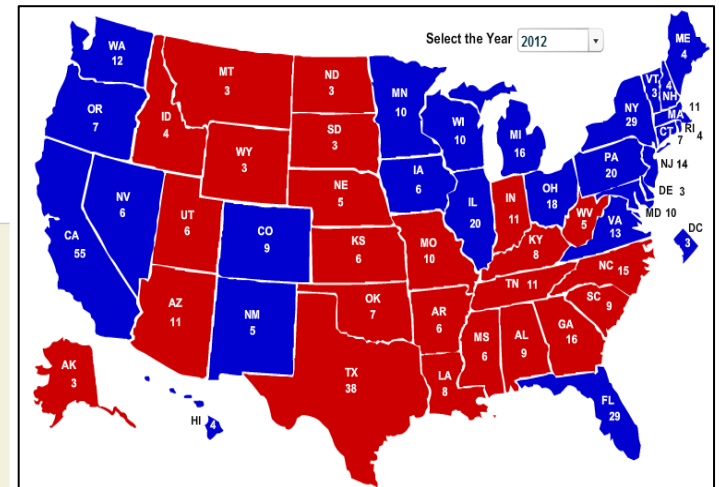 Select the Year 2012
WA
12
OR
7
CA
55
NV
6
ID
4
MT
3
WY
3
UT
6
AZ
11
CO
9
NM
5
ND
3
SD
3
NE
5
KS
6
OK
7
TX
38
MN
10
IA
6
MO
10
AR
6
LA
8
WI
10
IL
20
MI
16
IN
11
OH
18
KY
8
TN 11
MS
6
AL
9
GA
16
FL
29
SC
9
NC 15
VA
13
WV
5
PA
20
NY
29
VT
3
NH
4
ME
4
MA
11
RI 4
CT
7
NJ 14
DE 3
MD 10
DC
3
AK
3
HI
4